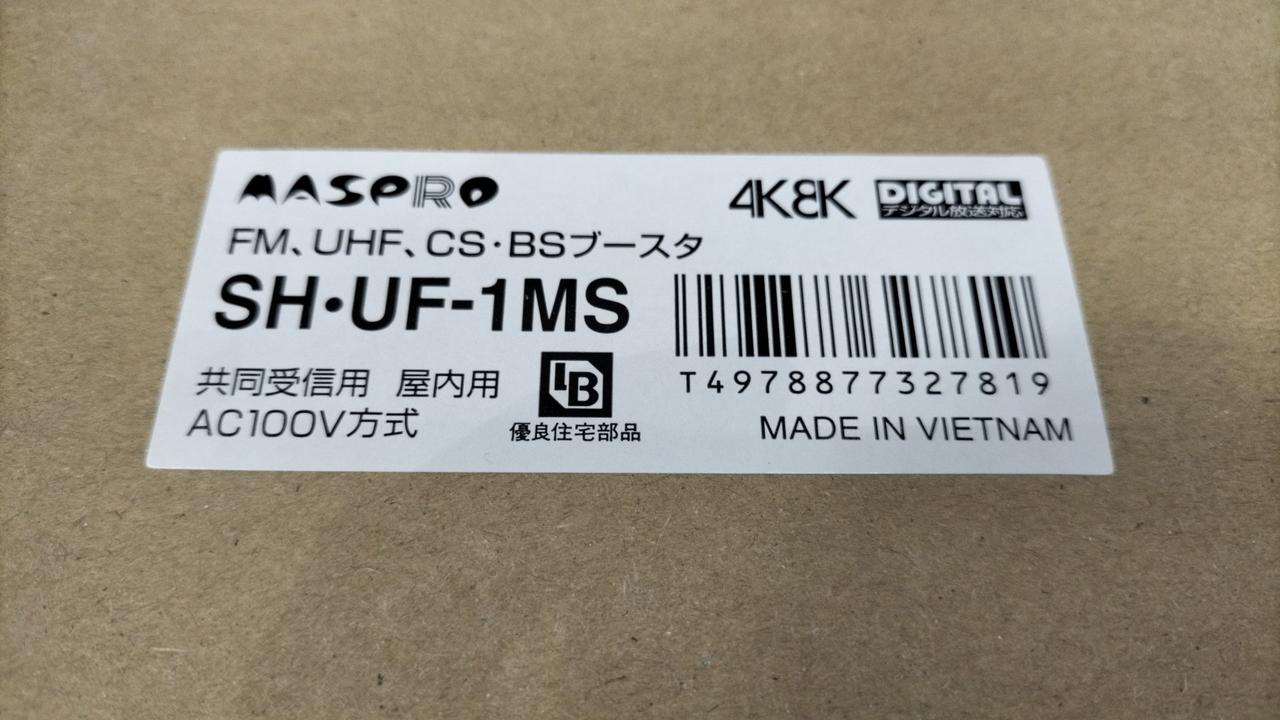 MASPRO
4K8K
DIGITAL
デジタル放送対応
FM、UHF、CS・BSブースタ
SH・UF-1MS
共同受信用 屋内用
AC100V方式
BL
優良住宅部品
T4978877327819
MADE IN VIETNAM